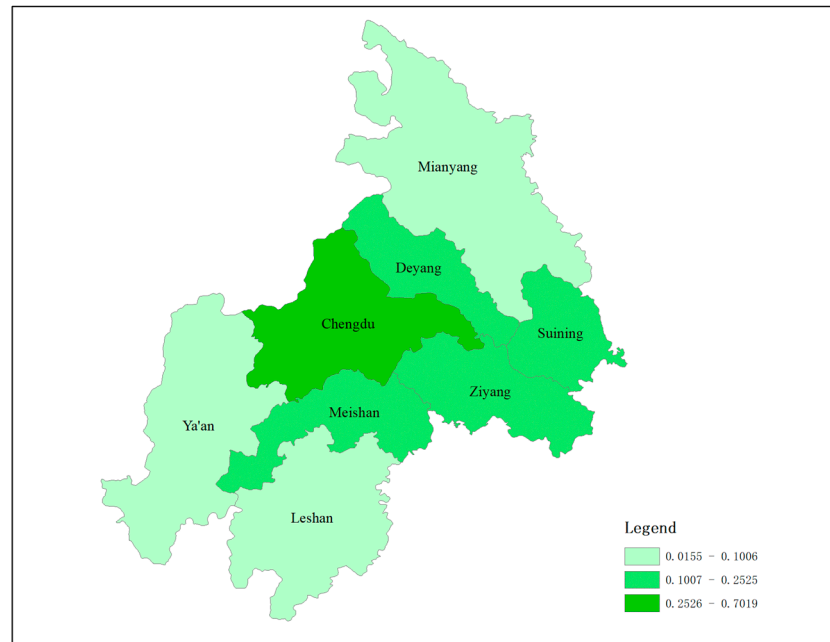 Mianyang
Deyang
Chengdu
Suining
Ziyang
Meishan
Ya'an
Leshan
Legend
0.0155 - 0.1006
0.1007 - 0.2525
0.2526 - 0.7019